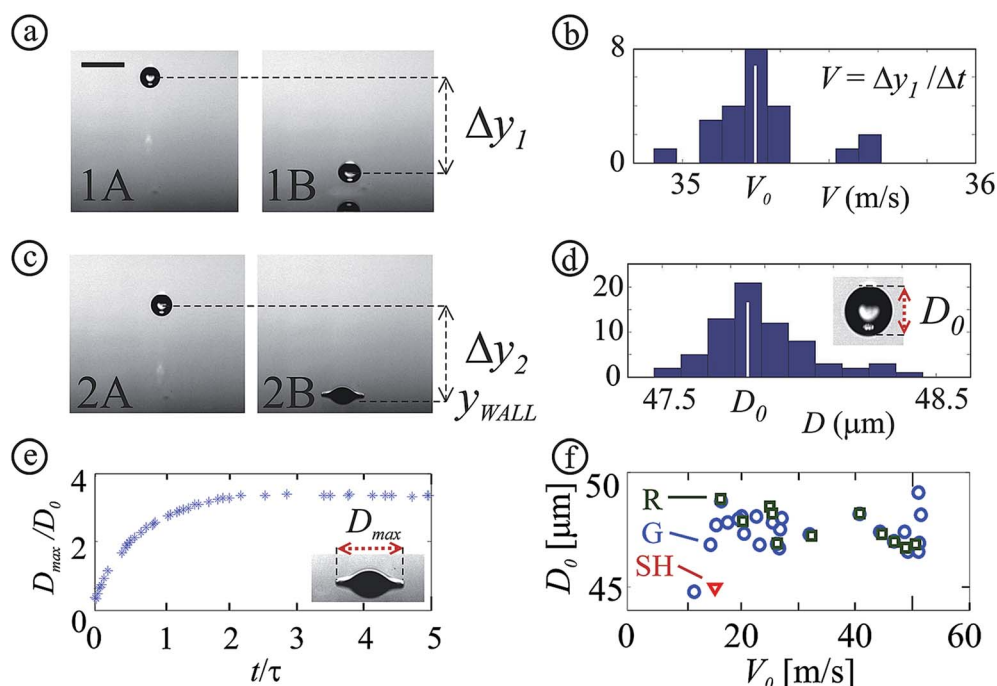 a
1A
1B
Δy1
b
8
4
0
V = Δy1 /Δt
35
V0
V (m/s)
36
c
2A
2B
Δy2
yWALL
d
20
10
0
D0
47.5
D0
D (μm)
48.5
e
Dmax /D0
4
2
0
Dmax
0
1
2
3
4
5
t/τ
f
D0 [μm]
50
45
R
G
SH
0
20
40
60
V0 [m/s]